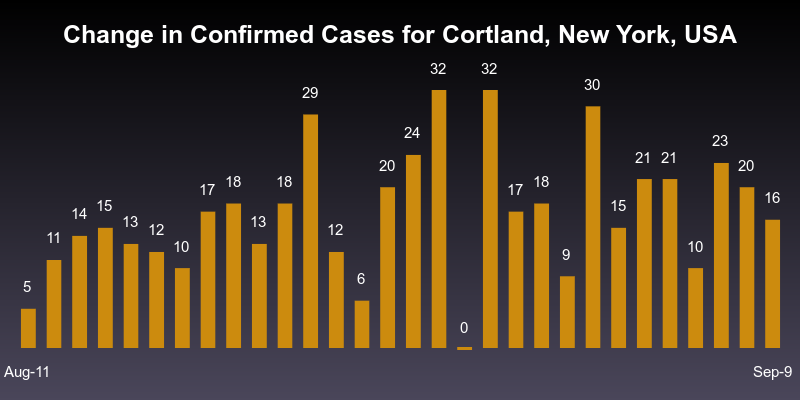 Change in Confirmed Cases for Cortland, New York, USA
5 11 14 15 13 12 10 17 18 13 18 29 12 6 20 24 32 0 32 17 18 9 30 15 21 21 10 23 20 16
Aug-11 Sep-9